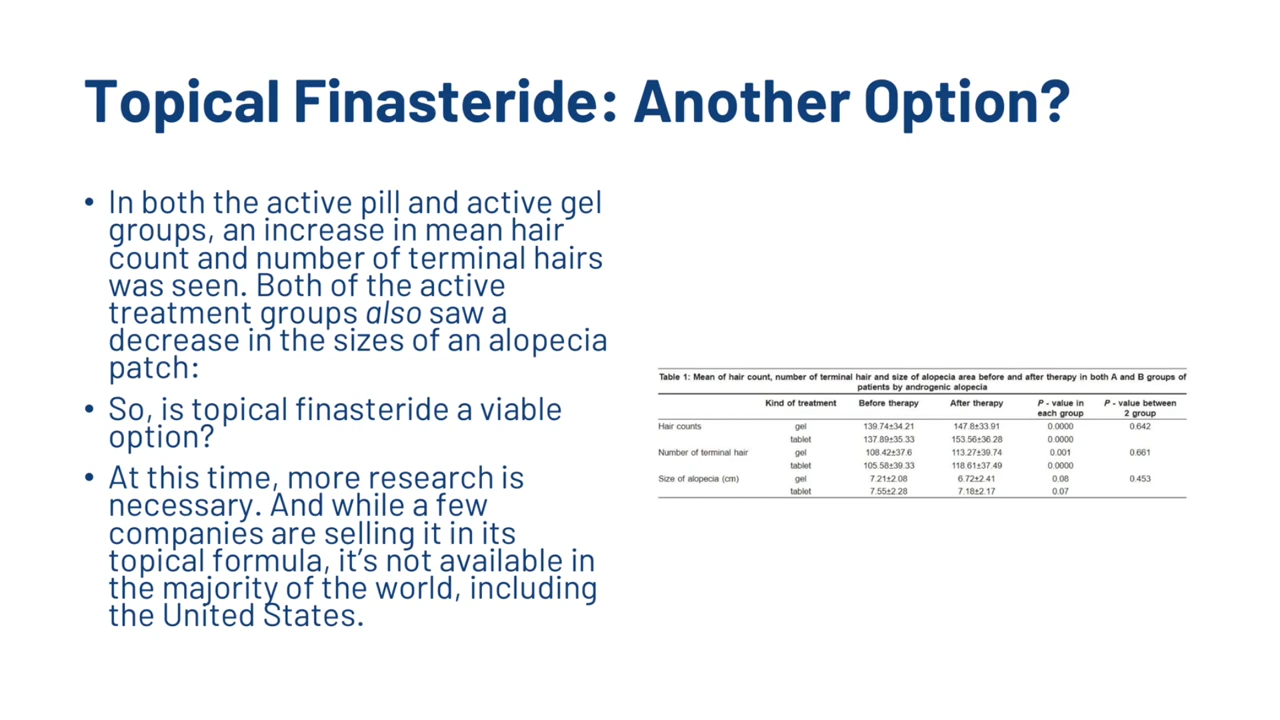 Topical Finasteride: Another Option?
• In both the active pill and active gel
groups, an increase in mean hair
count and number of terminal hairs
was seen. Both of the active
treatment groups also saw a
decrease in the sizes of an alopecia
patch:
• So, is topical finasteride a viable
option?
• At this time, more research is
necessary. And while a few
companies are selling it in its
topical formula, it's not available in
the majority of the world, including
the United States.
Table 1: Mean of hair count, number of terminal hair and size of alopecia area before and after therapy in both A and B groups of
patients by androgenic alopecia
Kind of treatment Before therapy After therapy P - value in each group P - value between 2 group
Hair counts gel 139.74±34.21 147.8±33.91 0.0000 0.642
tablet 137.89±35.33 153.56±36.28 0.0000
Number of terminal hair gel 108.42±37.6 113.27±39.74 0.001 0.661
tablet 105.58±39.33 118.61±37.49 0.0000
Size of alopecia (cm) gel 7.21±2.08 6.72±2.41 0.08 0.453
tablet 7.55±2.28 7.18±2.17 0.07